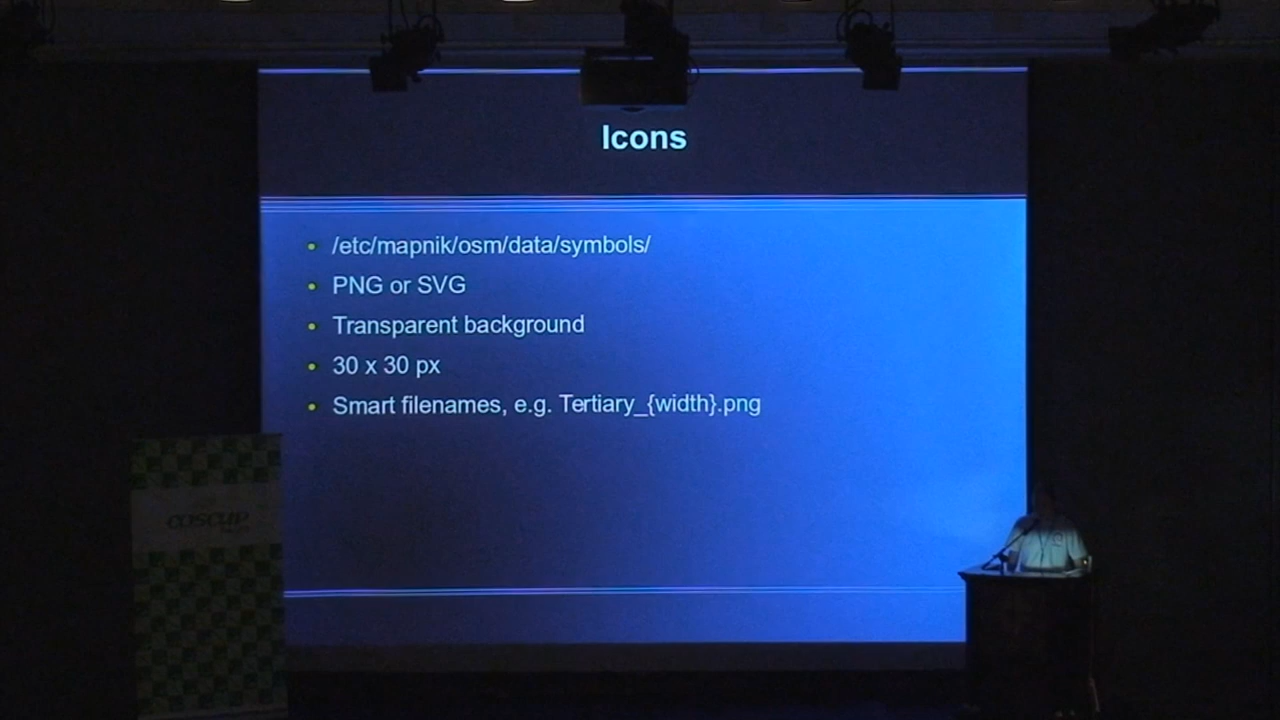 Icons
/etc/mapnik/osm/data/symbols/
PNG or SVG
Transparent background
30 x 30 px
Smart filenames, e.g. Tertiary_{width}.png
COSCUP